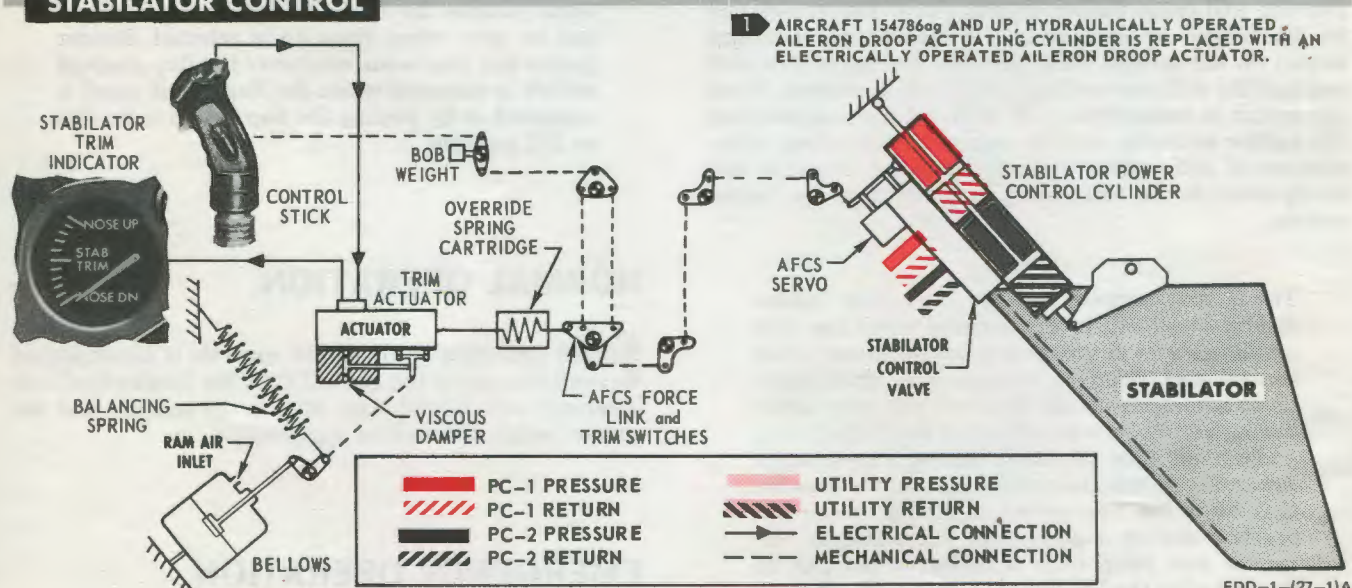 STABILATOR CONTROL
1 AIRCRAFT 154786ag AND UP, HYDRAULICALLY OPERATED
AILERON DROOP ACTUATING CYLINDER IS REPLACED WITH AN
ELECTRICALLY OPERATED AILERON DROOP ACTUATOR.
STABILATOR
TRIM
INDICATOR
NOSE UP
STAB
TRIM
NOSE DN
CONTROL
STICK
BOB
WEIGHT
OVERRIDE
SPRING
CARTRIDGE
TRIM
ACTUATOR
ACTUATOR
STABILATOR POWER
CONTROL CYLINDER
AFCS
SERVO
STABILATOR
CONTROL
VALVE
STABILATOR
BALANCING
SPRING
VISCOUS
DAMPER
AFCS FORCE
LINK and
TRIM SWITCHES
RAM AIR
INLET
BELLOWS
PC-1 PRESSURE
PC-1 RETURN
PC-2 PRESSURE
PC-2 RETURN
UTILITY PRESSURE
UTILITY RETURN
ELECTRICAL CONNECTION
MECHANICAL CONNECTION
FDD-1-(27-1)A